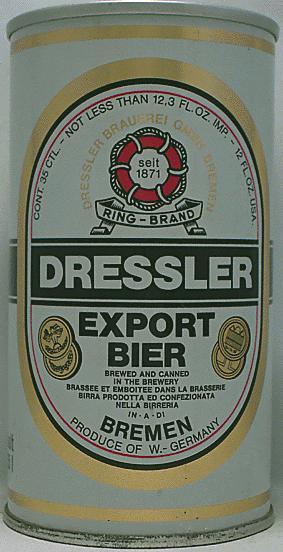 CONT. 35 CTL. - NOT LESS THAN 12,3 FL.OZ. IMP. - 12 FL.OZ. USA.
DRESSLER BRAUEREI GMBH BREMEN
seit
1871
RING-BRAND
DRESSLER
EXPORT
BIER
BREWED AND CANNED
IN THE BREWERY
BRASSEE ET EMBOITEE DANS LA BRASSERIE
BIRRA PRODOTTA ED CONFEZIONATA
NELLA BIRRERIA
IN-A-DI
BREMEN
PRODUCE OF W.-GERMANY